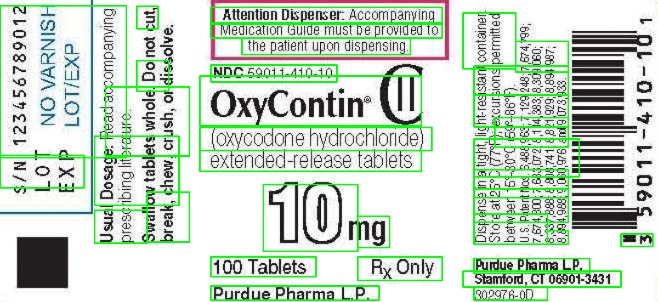 S/N 123456789012
LOT
EXP
NO VARNISH
LOT/EXP
Usual Dosage: Read accompanying
prescribing literature.
Swallow tablets whole. Do not cut,
break, chew, crush, or dissolve.
Attention Dispenser: Accompanying
Medication Guide must be provided to
the patient upon dispensing.
NDC 59011-410-10
OxyContin® CII
(oxycodone hydrochloride)
extended-release tablets
10 mg
100 Tablets Rx Only
Purdue Pharma L.P.
Dispense in a tight, light-resistant container.
Store at 25°C (77°F); excursions permitted
between 15°-30°C (59°-86°F).
U.S. Patent Nos.
3 59011-410-10 1
Purdue Pharma L.P.
Stamford, CT 06901-3431
302976-0D